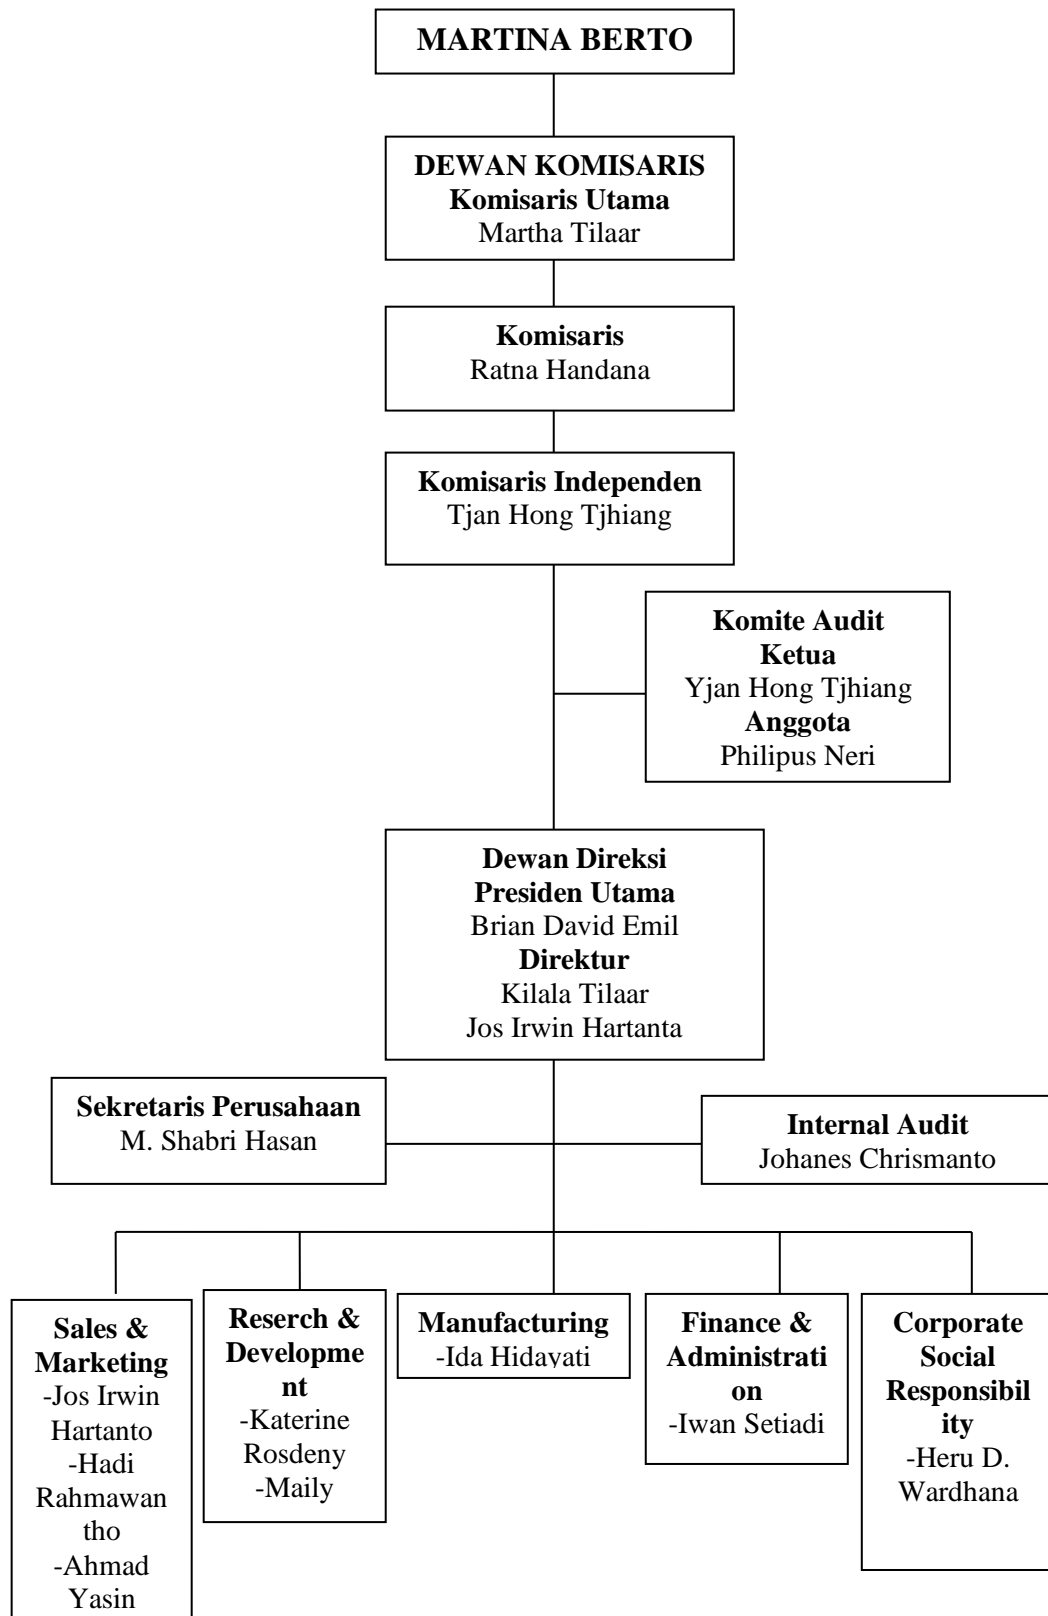 MARTINA BERTO
DEWAN KOMISARIS
Komisaris Utama
Martha Tilaar
Komisaris
Ratna Handana
Komisaris Independen
Tjan Hong Tjhiang
Komite Audit
Ketua
Yjan Hong Tjhiang
Anggota
Philipus Neri
Dewan Direksi
Presiden Utama
Brian David Emil
Direktur
Kilala Tilaar
Jos Irwin Hartanta
Sekretaris Perusahaan
M. Shabri Hasan
Internal Audit
Johanes Chrismanto
Sales &
Marketing
-Jos Irwin
Hartanto
-Hadi
Rahmawan
tho
-Ahmad
Yasin
Reserch &
Developme
nt
-Katerine
Rosdeny
-Maily
Manufacturing
-Ida Hidayati
Finance &
Administrati
on
-Iwan Setiadi
Corporate
Social
Responsibil
ity
-Heru D.
Wardhana